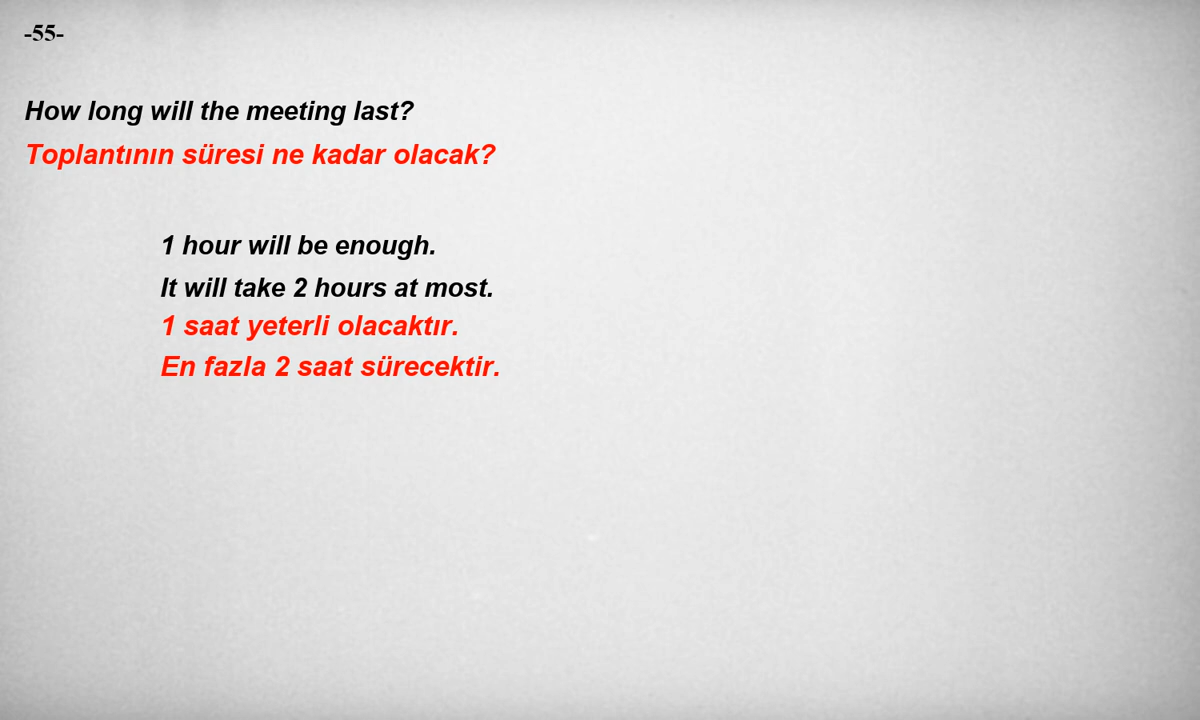 -55-
How long will the meeting last?
Toplantının süresi ne kadar olacak?
1 hour will be enough.
It will take 2 hours at most.
1 saat yeterli olacaktır.
En fazla 2 saat sürecektir.